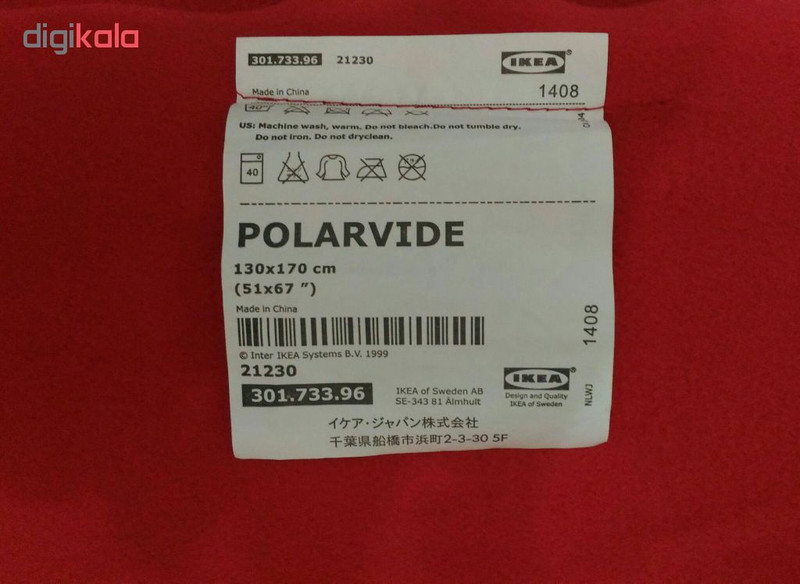 digikala
301.733.96 21230 IKEA®
Made in China 1408
US: Machine wash, warm. Do not bleach.Do not tumble dry.
Do not iron. Do not dryclean.
40
POLARVIDE
130x170 cm
(51x67 ”)
Made in China
© Inter IKEA Systems B.V. 1999
21230
301.733.96
IKEA of Sweden AB
SE-343 81 Älmhult
IKEA®
Design and Quality
IKEA of Sweden
1408
NLWJ
イケア・ジャパン株式会社
千葉県船橋市浜町2-3-30 5F